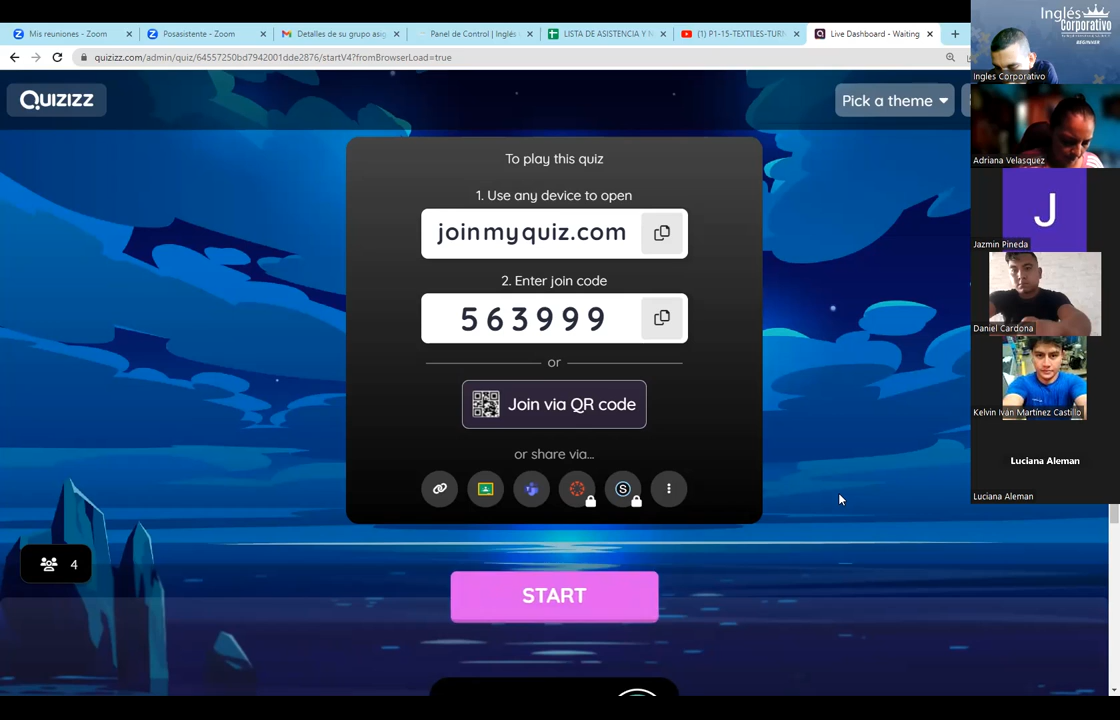 Mis reuniones - Zoom
Posasistente - Zoom
Detalles de su grupo asig
Panel de Control | Inglés
LISTA DE ASISTENCIA Y N
(1) P1-15-TEXTILES-TURN
Live Dashboard - Waiting
quizizz.com/admin/quiz/64557250bd7942001dde2876/startV4?fromBrowserLoad=true
QUIZIZZ
Pick a theme
To play this quiz
1. Use any device to open
joinmyquiz.com
2. Enter join code
563999
or
Join via QR code
or share via...
S
4
START
Inglés
Corporativo
BEGINNER
Ingles Corporativo
Adriana Velasquez
J
Jazmin Pineda
Daniel Cardona
Kelvin Iván Martínez Castillo
Luciana Aleman
Luciana Aleman